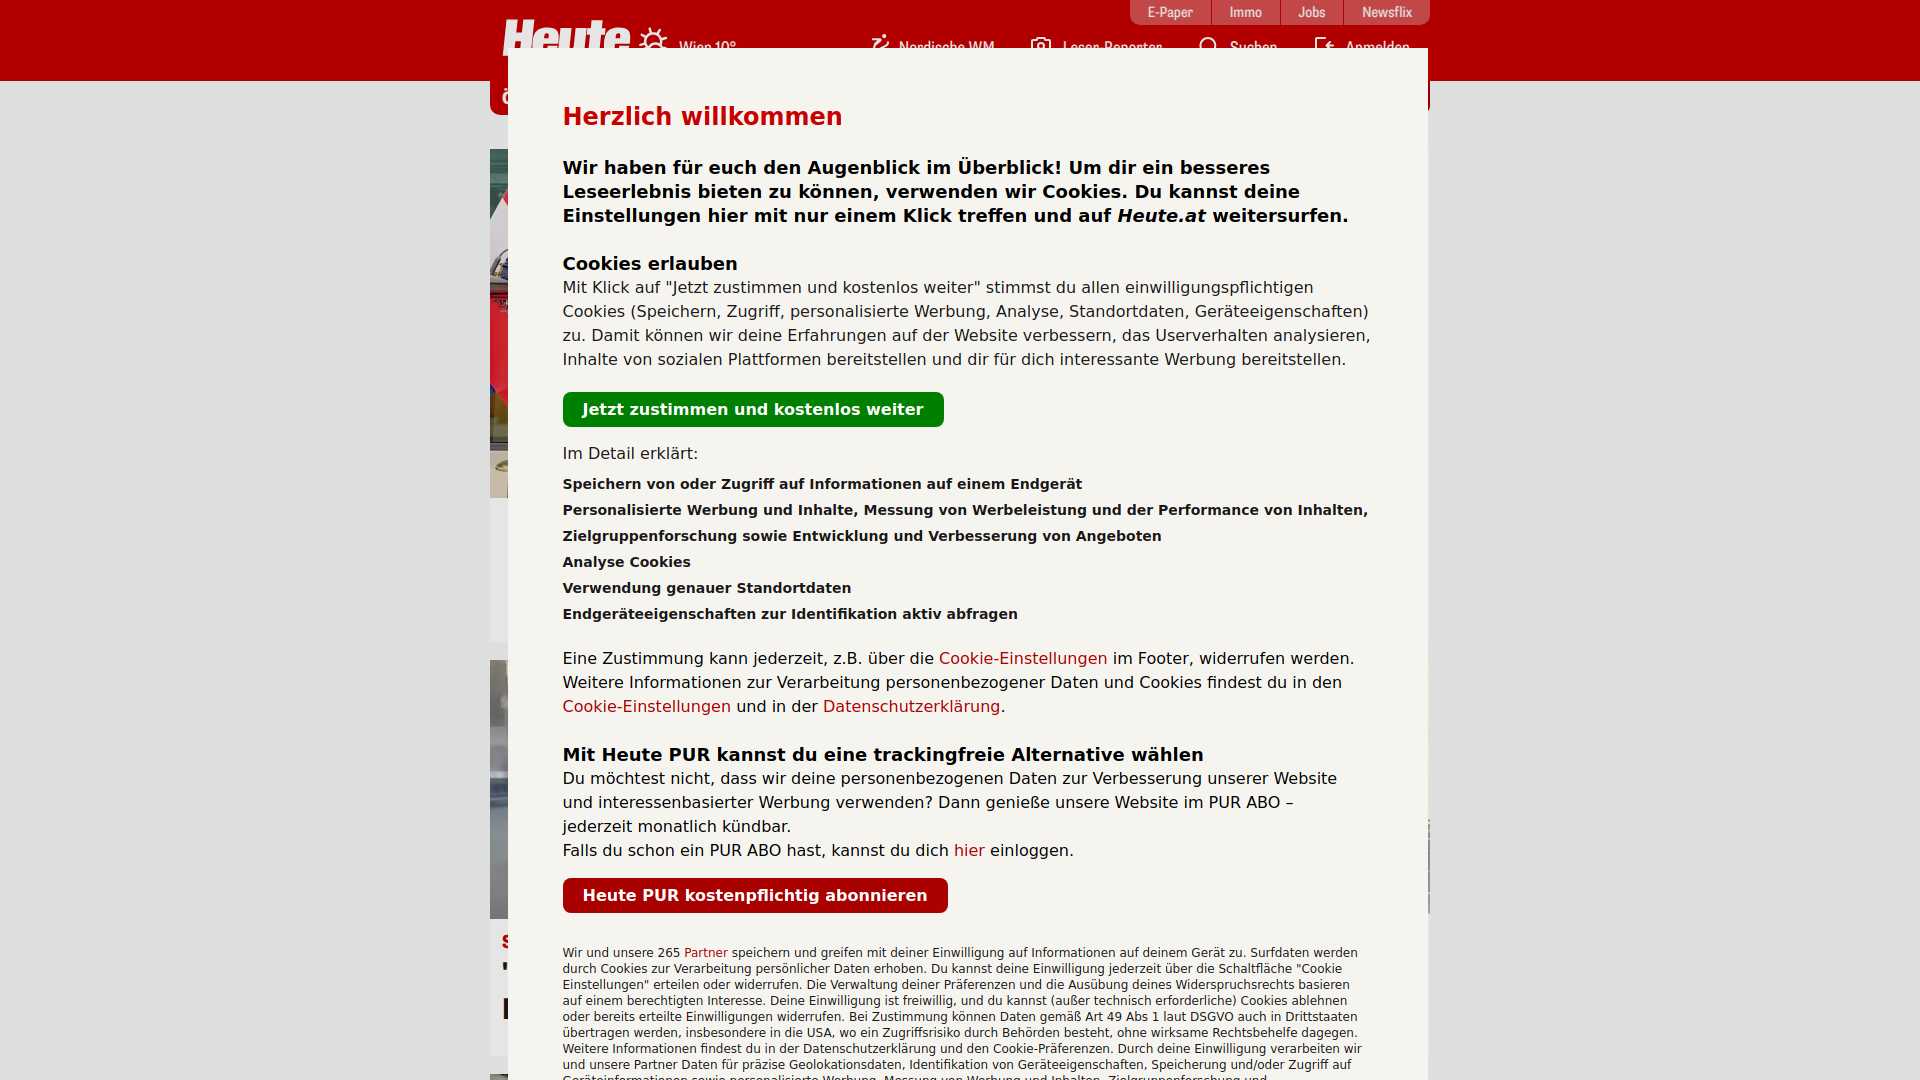 E-Paper Immo Jobs Newsflix
Heute Wien 10° Nordische WM Leser-Reporter Suchen Anmelden
Herzlich willkommen
Wir haben für euch den Augenblick im Überblick! Um dir ein besseres
Leseerlebnis bieten zu können, verwenden wir Cookies. Du kannst deine
Einstellungen hier mit nur einem Klick treffen und auf Heute.at weitersurfen.
Cookies erlauben
Mit Klick auf "Jetzt zustimmen und kostenlos weiter" stimmst du allen einwilligungspflichtigen
Cookies (Speichern, Zugriff, personalisierte Werbung, Analyse, Standortdaten, Geräteeigenschaften)
zu. Damit können wir deine Erfahrungen auf der Website verbessern, das Userverhalten analysieren,
Inhalte von sozialen Plattformen bereitstellen und dir für dich interessante Werbung bereitstellen.
Jetzt zustimmen und kostenlos weiter
Im Detail erklärt:
Speichern von oder Zugriff auf Informationen auf einem Endgerät
Personalisierte Werbung und Inhalte, Messung von Werbeleistung und der Performance von Inhalten,
Zielgruppenforschung sowie Entwicklung und Verbesserung von Angeboten
Analyse Cookies
Verwendung genauer Standortdaten
Endgeräteeigenschaften zur Identifikation aktiv abfragen
Eine Zustimmung kann jederzeit, z.B. über die Cookie-Einstellungen im Footer, widerrufen werden.
Weitere Informationen zur Verarbeitung personenbezogener Daten und Cookies findest du in den
Cookie-Einstellungen und in der Datenschutzerklärung.
Mit Heute PUR kannst du eine trackingfreie Alternative wählen
Du möchtest nicht, dass wir deine personenbezogenen Daten zur Verbesserung unserer Website
und interessenbasierter Werbung verwenden? Dann genieße unsere Website im PUR ABO –
jederzeit monatlich kündbar.
Falls du schon ein PUR ABO hast, kannst du dich hier einloggen.
Heute PUR kostenpflichtig abonnieren
Wir und unsere 265 Partner speichern und greifen mit deiner Einwilligung auf Informationen auf deinem Gerät zu. Surfdaten werden
durch Cookies zur Verarbeitung persönlicher Daten erhoben. Du kannst deine Einwilligung jederzeit über die Schaltfläche "Cookie
Einstellungen" erteilen oder widerrufen. Die Verwaltung deiner Präferenzen und die Ausübung deines Widerspruchsrechts basieren
auf einem berechtigten Interesse. Deine Einwilligung ist freiwillig, und du kannst (außer technisch erforderliche) Cookies ablehnen
oder bereits erteilte Einwilligungen widerrufen. Bei Zustimmung können Daten gemäß Art 49 Abs 1 laut DSGVO auch in Drittstaaten
übertragen werden, insbesondere in die USA, wo ein Zugriffsrisiko durch Behörden besteht, ohne wirksame Rechtsbehelfe dagegen.
Weitere Informationen findest du in der Datenschutzerklärung und den Cookie-Präferenzen. Durch deine Einwilligung verarbeiten wir
und unsere Partner Daten für präzise Geolokationsdaten, Identifikation von Geräteeigenschaften, Speicherung und/oder Zugriff auf
Geräteinformationen sowie personalisierte Werbung, Messung von Werbung und Inhalten, Zielgruppenforschung und